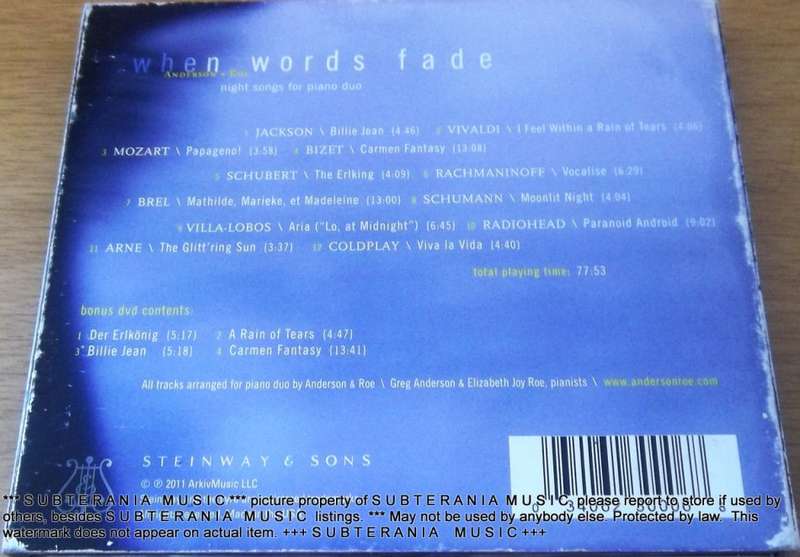 when words fade
ANDERSON + ROE
night songs for piano duo
1 JACKSON \ Billie Jean (4:46) 2 VIVALDI \ I Feel Within a Rain of Tears (4:06)
3 MOZART \ Papageno! (3:58) 4 BIZET \ Carmen Fantasy (13:08)
5 SCHUBERT \ The Erlking (4:09) 6 RACHMANINOFF \ Vocalise (6:29)
7 BREL \ Mathilde, Marieke, et Madeleine (13:00) 8 SCHUMANN \ Moonlit Night (4:04)
9 VILLA-LOBOS \ Aria ("Lo, at Midnight") (6:45) 10 RADIOHEAD \ Paranoid Android (9:02)
11 ARNE \ The Glitt'ring Sun (3:37) 12 COLDPLAY \ Viva la Vida (4:40)
total playing time: 77:53
bonus dvd contents:
1 Der Erlkönig (5:17) 2 A Rain of Tears (4:47)
3 Billie Jean (5:18) 4 Carmen Fantasy (13:41)
All tracks arranged for piano duo by Anderson & Roe \ Greg Anderson & Elizabeth Joy Roe, pianists \ www.andersonroe.com
STEINWAY & SONS
© ℗ 2011 ArkivMusic LLC
*** S U B T E R A N I A M U S I C *** picture property of S U B T E R A N I A M U S I C, please report to store if used by
others, besides S U B T E R A N I A M U S I C listings. *** May not be used by anybody else. Protected by law. This
watermark does not appear on actual item. +++ S U B T E R A N I A M U S I C +++